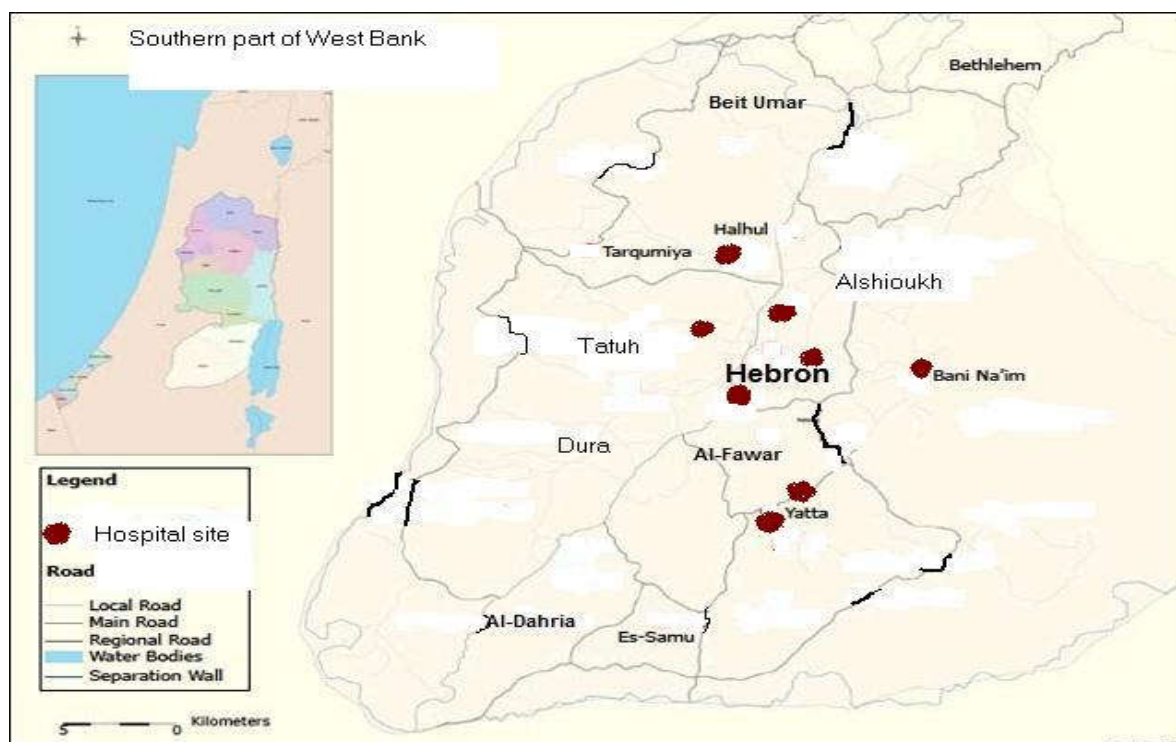 Southern part of West Bank
Bethlehem
Beit Umar
Halhul
Tarqumiya
Alshioukh
Tafuh
Hebron
Bani Na'im
Dura
Al-Fawar
Yatta
Al-Dahria
Es-Samu
Legend
Hospital site
Road
Local Road
Main Road
Regional Road
Water Bodies
Separation Wall
5 0 Kilometers